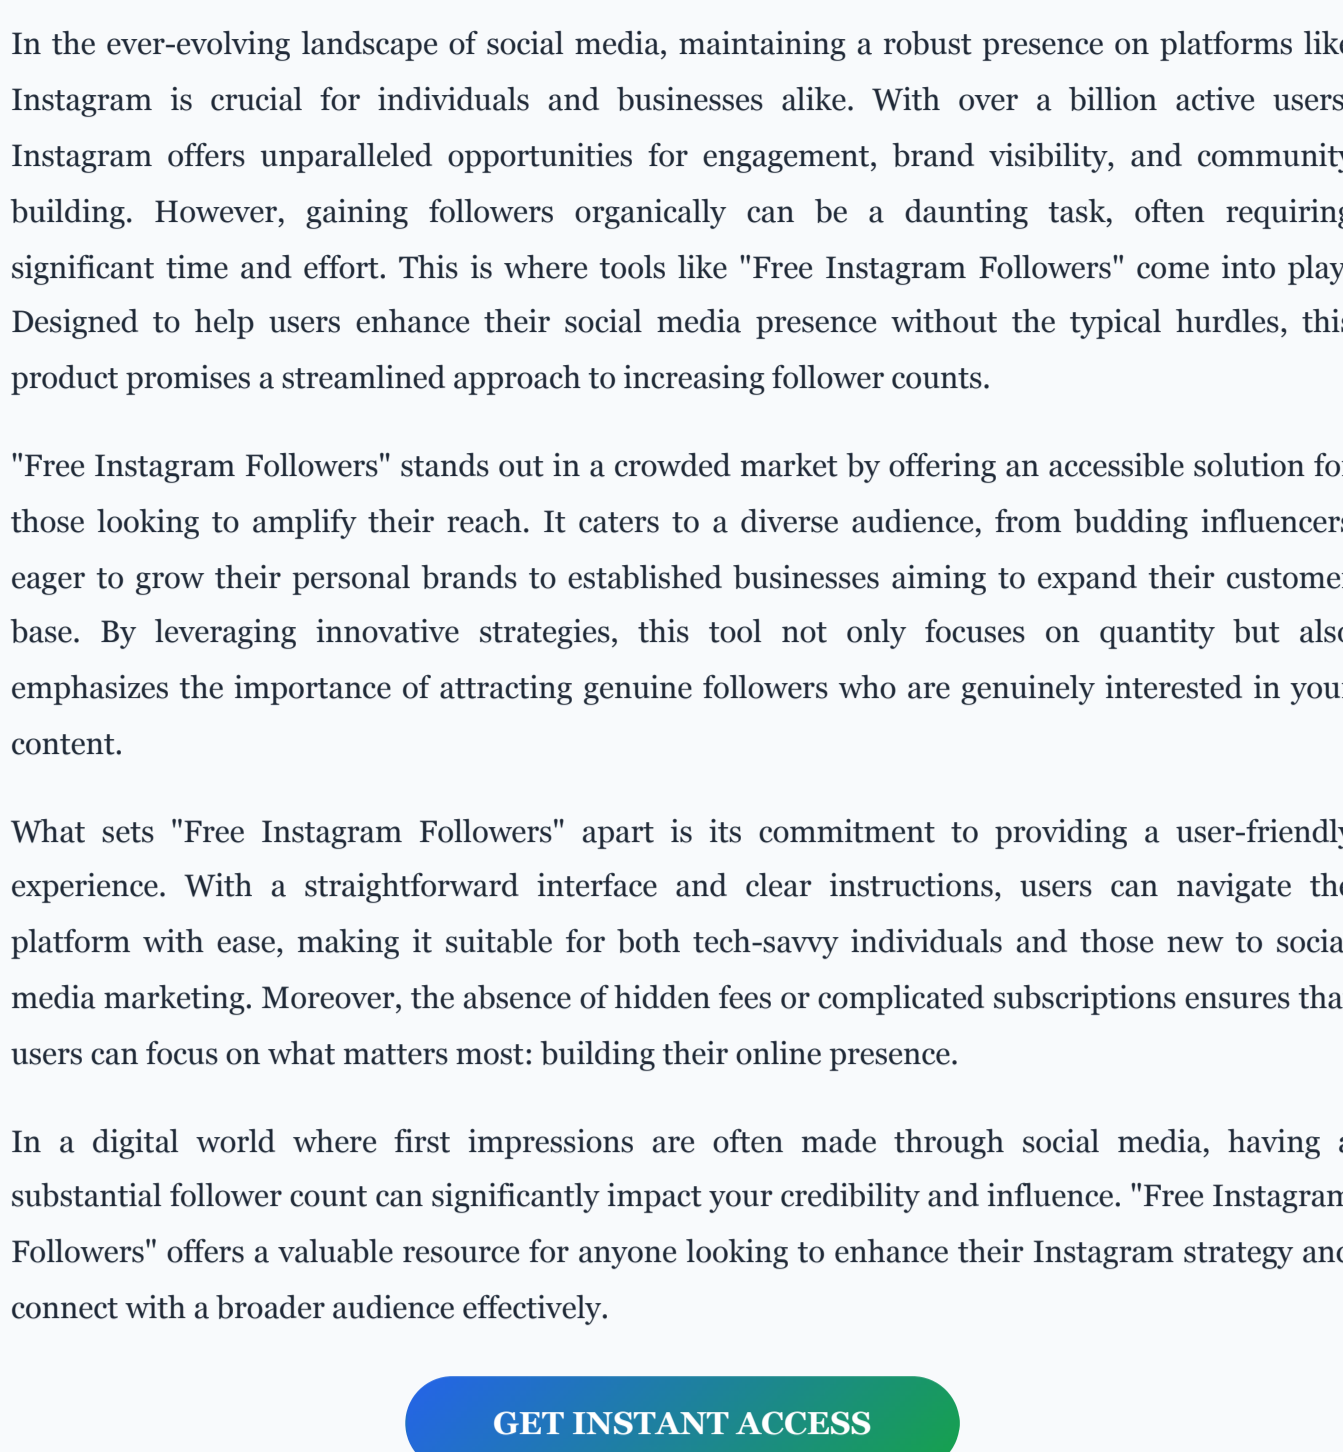 In the ever-evolving landscape of social media, maintaining a robust presence on platforms like
Instagram is crucial for individuals and businesses alike. With over a billion active users
Instagram offers unparalleled opportunities for engagement, brand visibility, and community
building. However, gaining followers organically can be a daunting task, often requiring
significant time and effort. This is where tools like "Free Instagram Followers" come into play
Designed to help users enhance their social media presence without the typical hurdles, this
product promises a streamlined approach to increasing follower counts.
"Free Instagram Followers" stands out in a crowded market by offering an accessible solution for
those looking to amplify their reach. It caters to a diverse audience, from budding influencers
eager to grow their personal brands to established businesses aiming to expand their customer
base. By leveraging innovative strategies, this tool not only focuses on quantity but also
emphasizes the importance of attracting genuine followers who are genuinely interested in your
content.
What sets "Free Instagram Followers" apart is its commitment to providing a user-friendly
experience. With a straightforward interface and clear instructions, users can navigate the
platform with ease, making it suitable for both tech-savvy individuals and those new to social
media marketing. Moreover, the absence of hidden fees or complicated subscriptions ensures that
users can focus on what matters most: building their online presence.
In a digital world where first impressions are often made through social media, having a
substantial follower count can significantly impact your credibility and influence. "Free Instagram
Followers" offers a valuable resource for anyone looking to enhance their Instagram strategy and
connect with a broader audience effectively.
GET INSTANT ACCESS